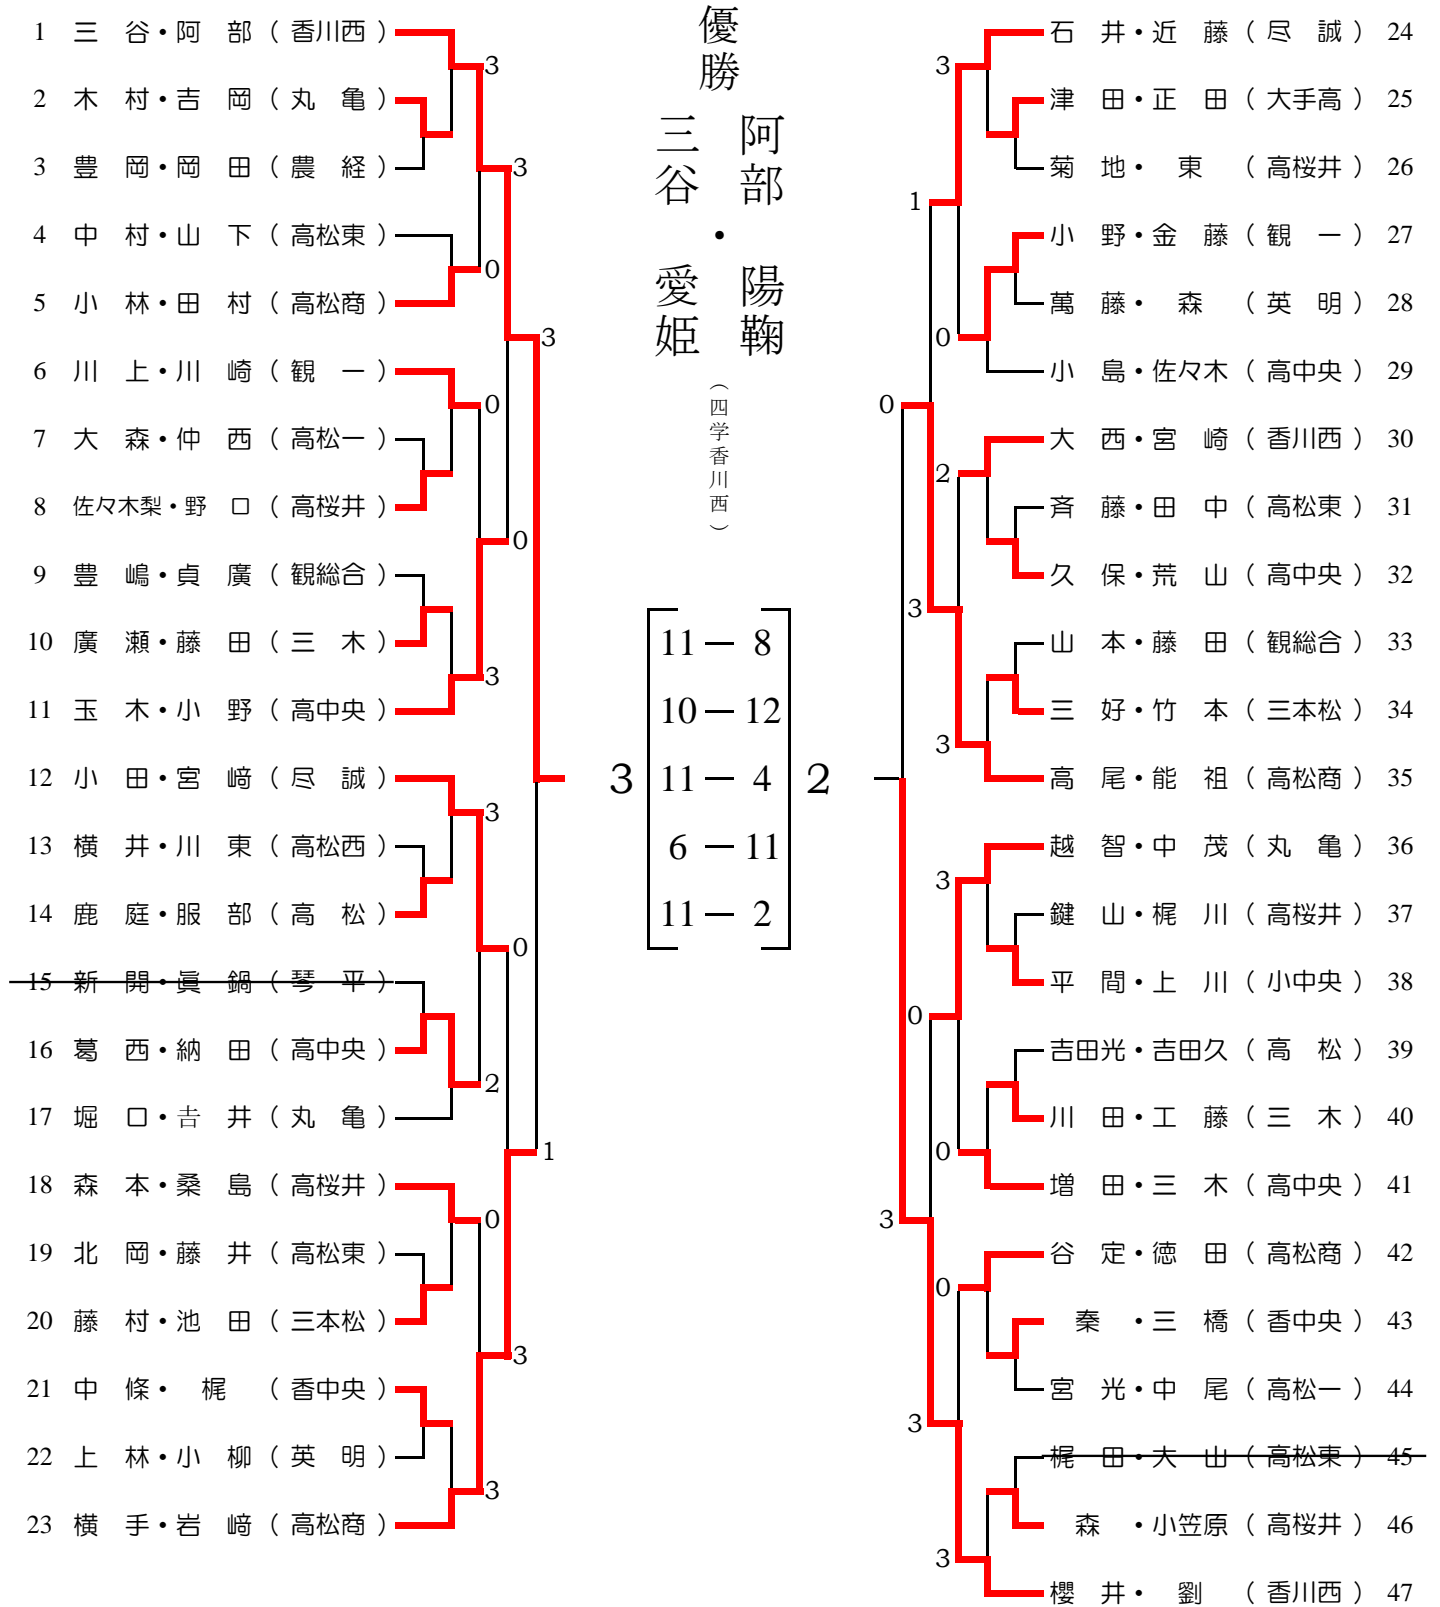 1 三 谷・阿 部 ( 香川西 )
2 木 村・吉 岡 ( 丸 亀 )
3 豊 岡・岡 田 ( 農 経 )
4 中 村・山 下 ( 高松東 )
5 小 林・田 村 ( 高松商 )
6 川 上・川 崎 ( 観 一 )
7 大 森・仲 西 ( 高松一 )
8 佐々木梨・野 口 ( 高桜井 )
9 豊 嶋・貞 廣 ( 観総合 )
10 廣 瀬・藤 田 ( 三 木 )
11 玉 木・小 野 ( 高中央 )
12 小 田・宮 﨑 ( 尽 誠 )
13 横 井・川 東 ( 高松西 )
14 鹿 庭・服 部 ( 高 松 )
15 新 開・眞 鍋 ( 琴 平 )
16 葛 西・納 田 ( 高中央 )
17 堀 口・𠮷 井 ( 丸 亀 )
18 森 本・桑 島 ( 高桜井 )
19 北 岡・藤 井 ( 高松東 )
20 藤 村・池 田 ( 三本松 )
21 中 條・ 梶 ( 香中央 )
22 上 林・小 柳 ( 英 明 )
23 横 手・岩 﨑 ( 高松商 )
3
3
0
3
0
0
3
3
0
2
1
0
3
3
優勝
阿部 陽鞠
・
三谷 愛姫
(四学香川西)
3
11 — 8
10 — 12
11 — 4
6 — 11
11 — 2
2
3
1
0
0
2
3
3
3
0
0
3
0
3
3
石 井・近 藤 ( 尽 誠 ) 24
津 田・正 田 ( 大手高 ) 25
菊 地・ 東 ( 高桜井 ) 26
小 野・金 藤 ( 観 一 ) 27
萬 藤・ 森 ( 英 明 ) 28
小 島・佐々木 ( 高中央 ) 29
大 西・宮 崎 ( 香川西 ) 30
斉 藤・田 中 ( 高松東 ) 31
久 保・荒 山 ( 高中央 ) 32
山 本・藤 田 ( 観総合 ) 33
三 好・竹 本 ( 三本松 ) 34
高 尾・能 祖 ( 高松商 ) 35
越 智・中 茂 ( 丸 亀 ) 36
鍵 山・梶 川 ( 高桜井 ) 37
平 間・上 川 ( 小中央 ) 38
吉田光・吉田久 ( 高 松 ) 39
川 田・工 藤 ( 三 木 ) 40
増 田・三 木 ( 高中央 ) 41
谷 定・徳 田 ( 高松商 ) 42
秦 ・三 橋 ( 香中央 ) 43
宮 光・中 尾 ( 高松一 ) 44
梶 田・大 山 ( 高松東 ) 45
森 ・小笠原 ( 高桜井 ) 46
櫻 井・ 劉 ( 香川西 ) 47